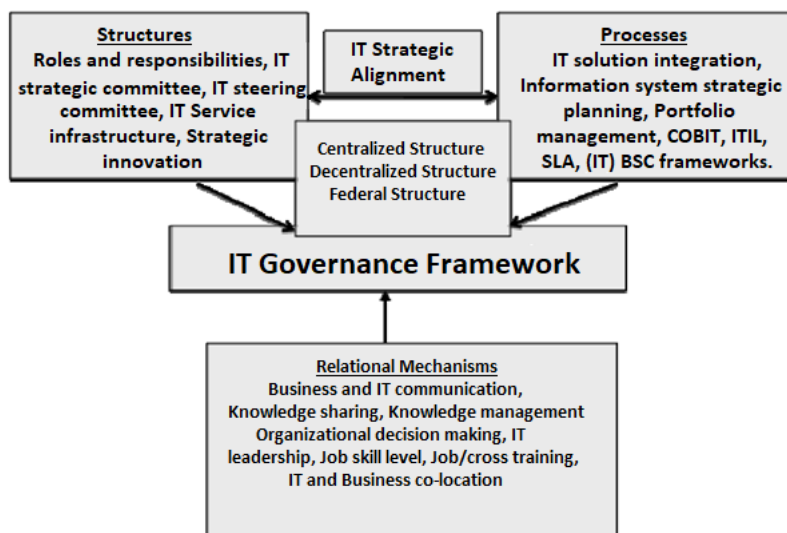 Structures
Roles and responsibilities, IT
strategic committee, IT steering
committee, IT Service
infrastructure, Strategic
innovation
IT Strategic
Alignment
Processes
IT solution integration,
Information system strategic
planning, Portfolio
management, COBIT, ITIL,
SLA, (IT) BSC frameworks.
Centralized Structure
Decentralized Structure
Federal Structure
IT Governance Framework
Relational Mechanisms
Business and IT communication,
Knowledge sharing, Knowledge management
Organizational decision making, IT
leadership, Job skill level, Job/cross training,
IT and Business co-location